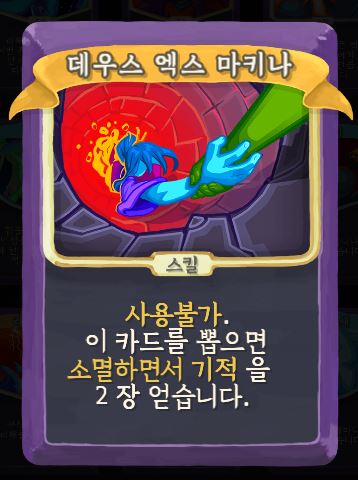 데우스 엑스 마키나
스킬
사용불가.
이 카드를 뽑으면
소멸하면서 기적 을
2 장 얻습니다.